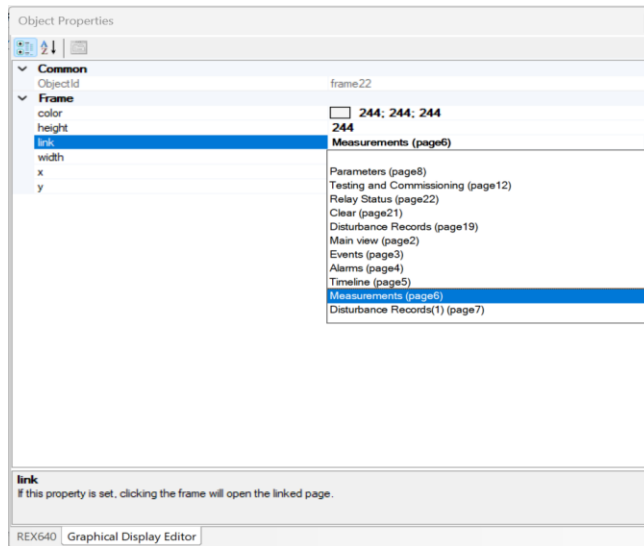 Object Properties
Common
ObjectId frame22
Frame
color 244; 244; 244
height 244
link Measurements (page6)
width
x
y
Parameters (page8)
Testing and Commissioning (page12)
Relay Status (page22)
Clear (page21)
Disturbance Records (page19)
Main view (page2)
Events (page3)
Alarms (page4)
Timeline (page5)
Measurements (page6)
Disturbance Records(1) (page7)
link
If this property is set, clicking the frame will open the linked page.
REX640 Graphical Display Editor